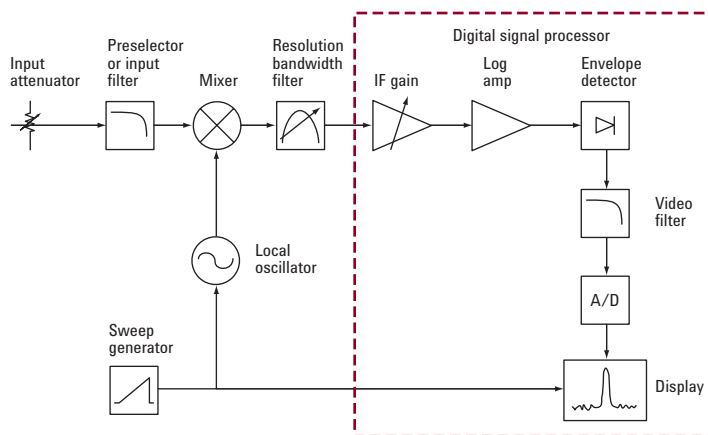 Digital signal processor
Input
attenuator
Preselector
or input
filter
Mixer
Resolution
bandwidth
filter
IF gain
Log
amp
Envelope
detector
Video
filter
Local
oscillator
A/D
Sweep
generator
Display